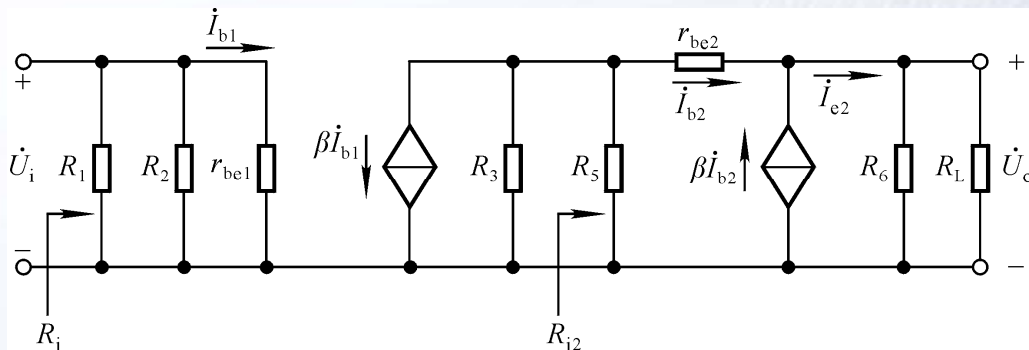 İb1
rbe2
+
+
İb2
İe2
U̇i
R1
R2
rbe1
βİb1
R3
R5
βİb2
R6
RL
U̇o
−
−
Ri
Ri2